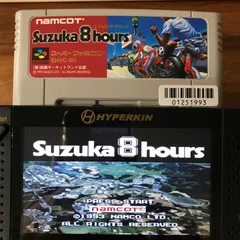 namcot
Suzuka 8 hours
スーパーファミコン
SHVC-8H
01251993
HYPERKIN
Suzuka 8 hours
PRESS START
namcot
©1993 NAMCO LTD.
ALL RIGHTS RESERVED